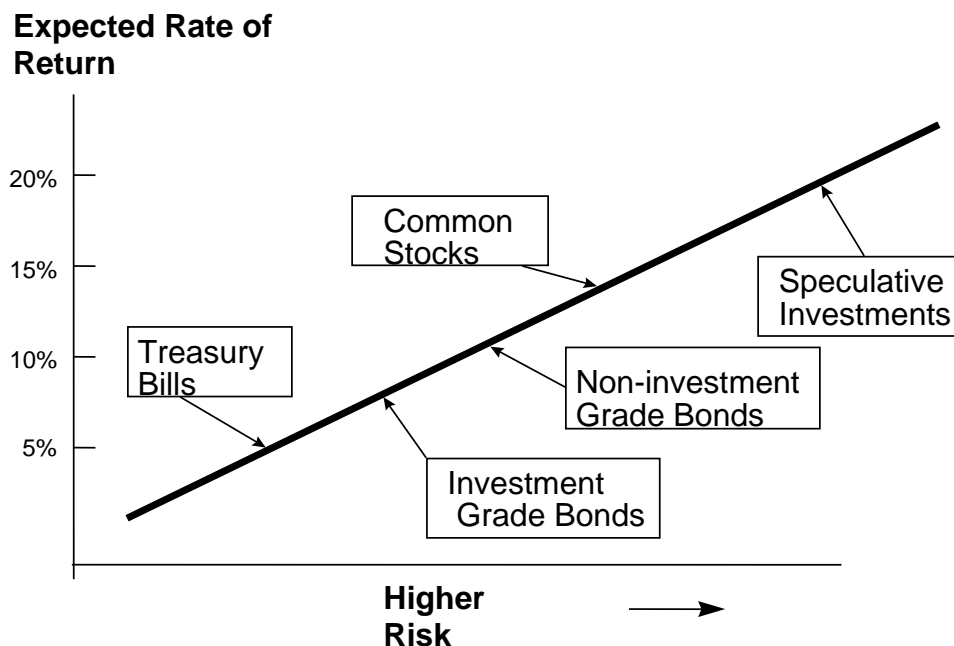 Expected Rate of
Return
20%
15%
10%
5%
Common
Stocks
Speculative
Investments
Treasury
Bills
Non-investment
Grade Bonds
Investment
Grade Bonds
Higher
Risk